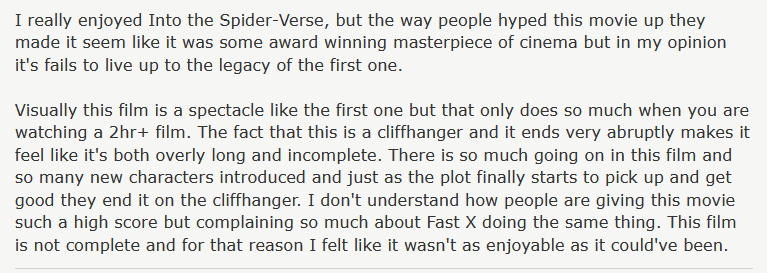 I really enjoyed Into the Spider-Verse, but the way people hyped this movie up they
made it seem like it was some award winning masterpiece of cinema but in my opinion
it's fails to live up to the legacy of the first one.
Visually this film is a spectacle like the first one but that only does so much when you are
watching a 2hr+ film. The fact that this is a cliffhanger and it ends very abruptly makes it
feel like it's both overly long and incomplete. There is so much going on in this film and
so many new characters introduced and just as the plot finally starts to pick up and get
good they end it on the cliffhanger. I don't understand how people are giving this movie
such a high score but complaining so much about Fast X doing the same thing. This film
is not complete and for that reason I felt like it wasn't as enjoyable as it could've been.